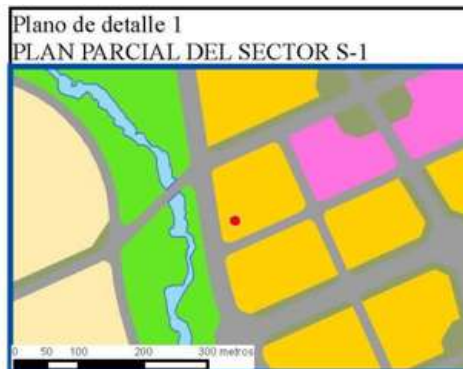 Plano de detalle 1
PLAN PARCIAL DEL SECTOR S-1
0 50 100 200 300 metros